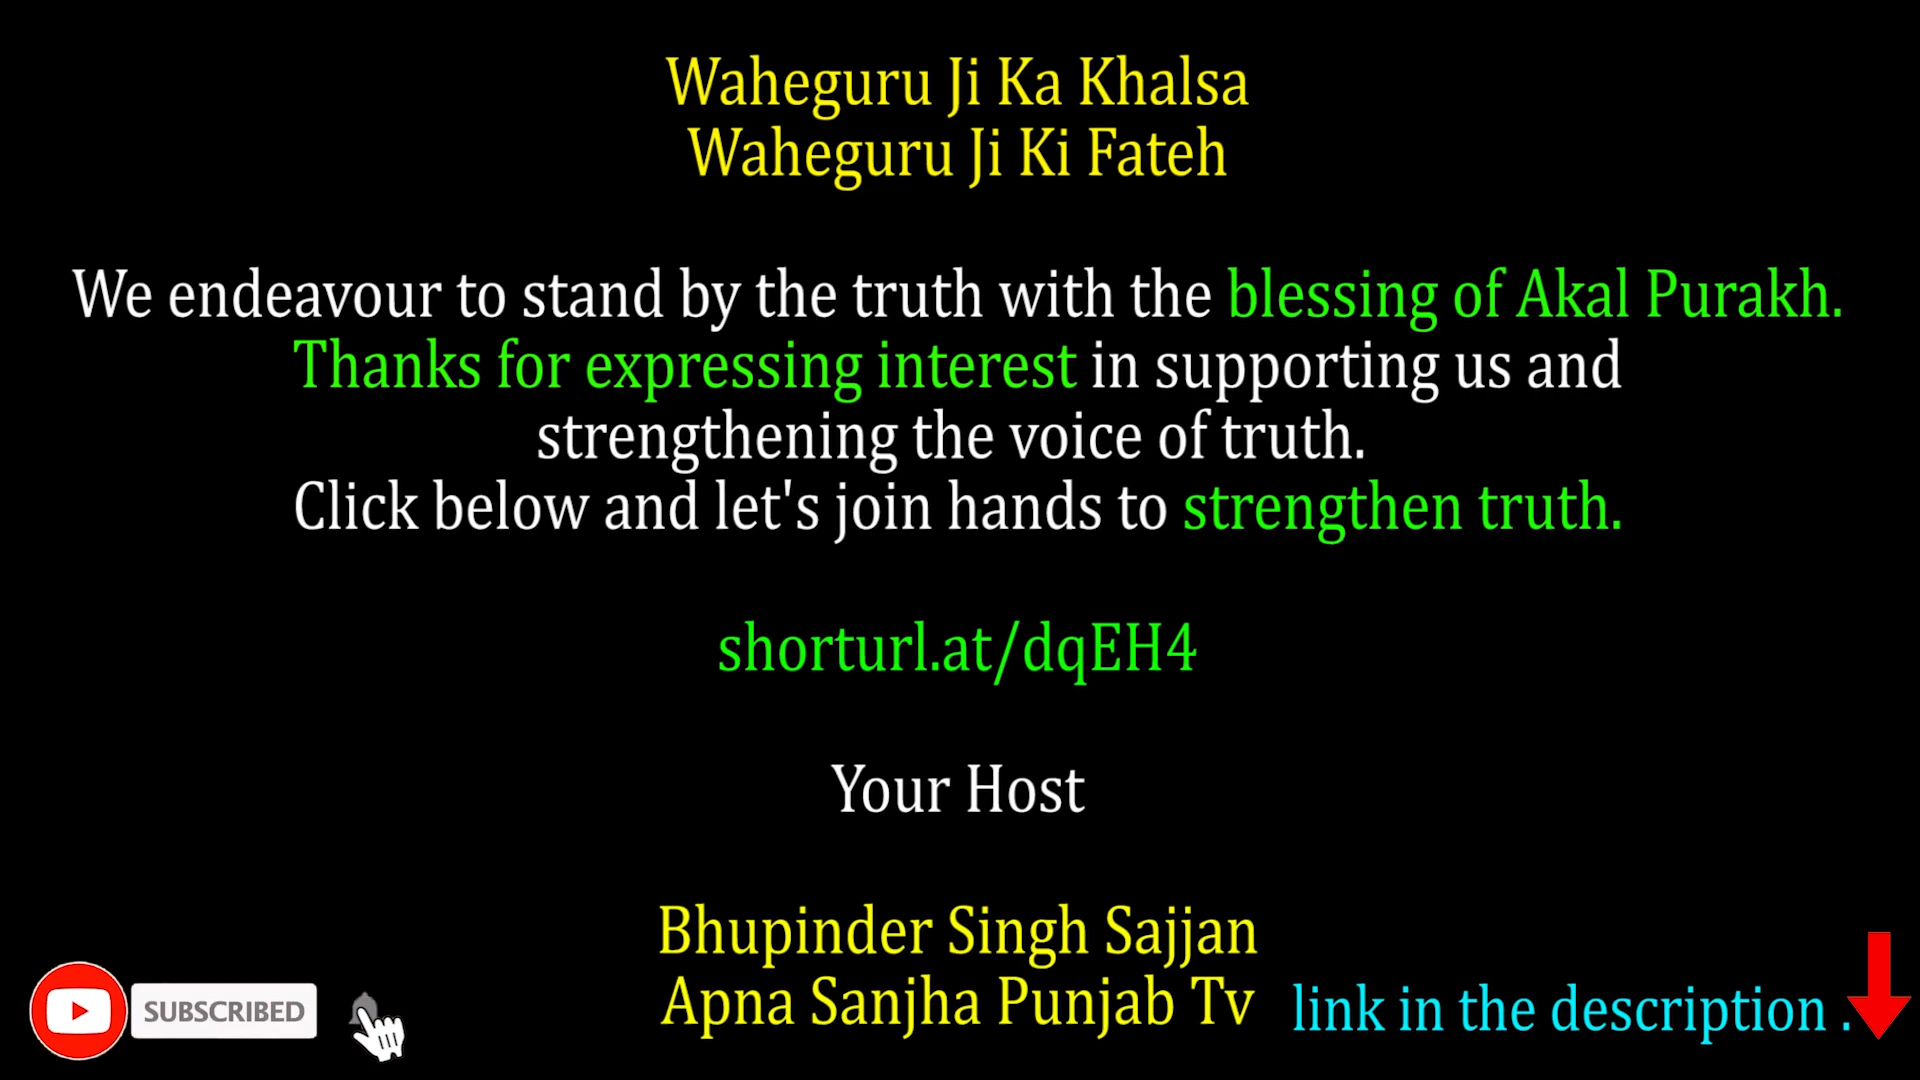 Waheguru Ji Ka Khalsa
Waheguru Ji Ki Fateh
We endeavour to stand by the truth with the blessing of Akal Purakh.
Thanks for expressing interest in supporting us and
strengthening the voice of truth.
Click below and let's join hands to strengthen truth.
shorturl.at/dqEH4
Your Host
Bhupinder Singh Sajjan
Apna Sanjha Punjab Tv
link in the description .
SUBSCRIBED